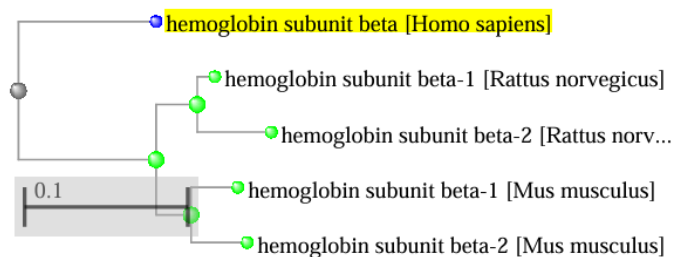 hemoglobin subunit beta [Homo sapiens]
hemoglobin subunit beta-1 [Rattus norvegicus]
hemoglobin subunit beta-2 [Rattus norv...
0.1
hemoglobin subunit beta-1 [Mus musculus]
hemoglobin subunit beta-2 [Mus musculus]